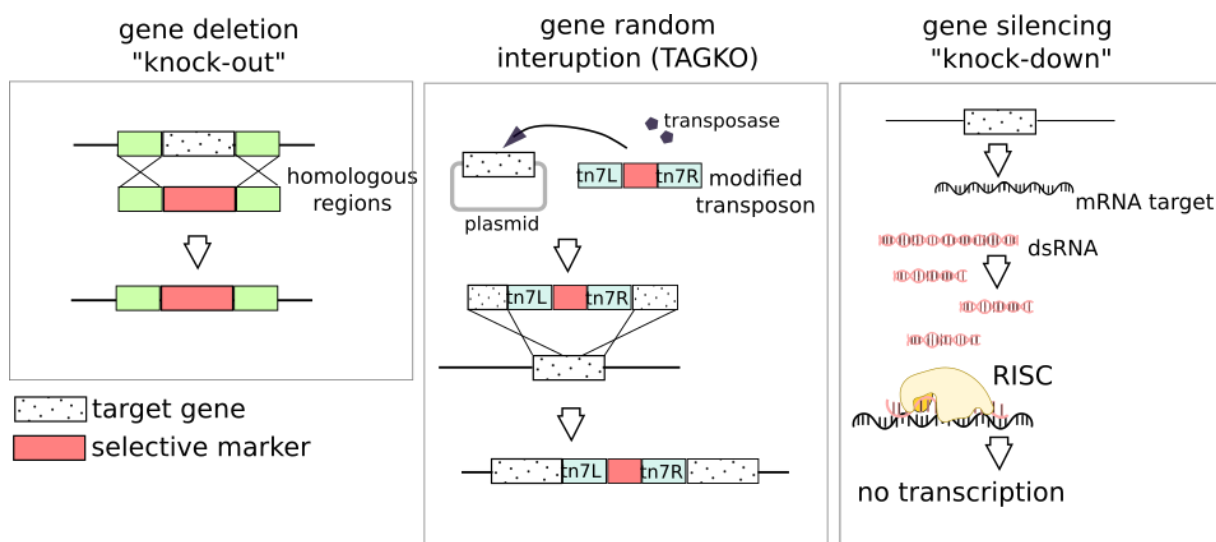 gene deletion
"knock-out"
homologous
regions
target gene
selective marker
gene random
interuption (TAGKO)
transposase
tn7L
tn7R
modified
transposon
plasmid
tn7L
tn7R
tn7L
tn7R
gene silencing
"knock-down"
mRNA target
dsRNA
RISC
no transcription